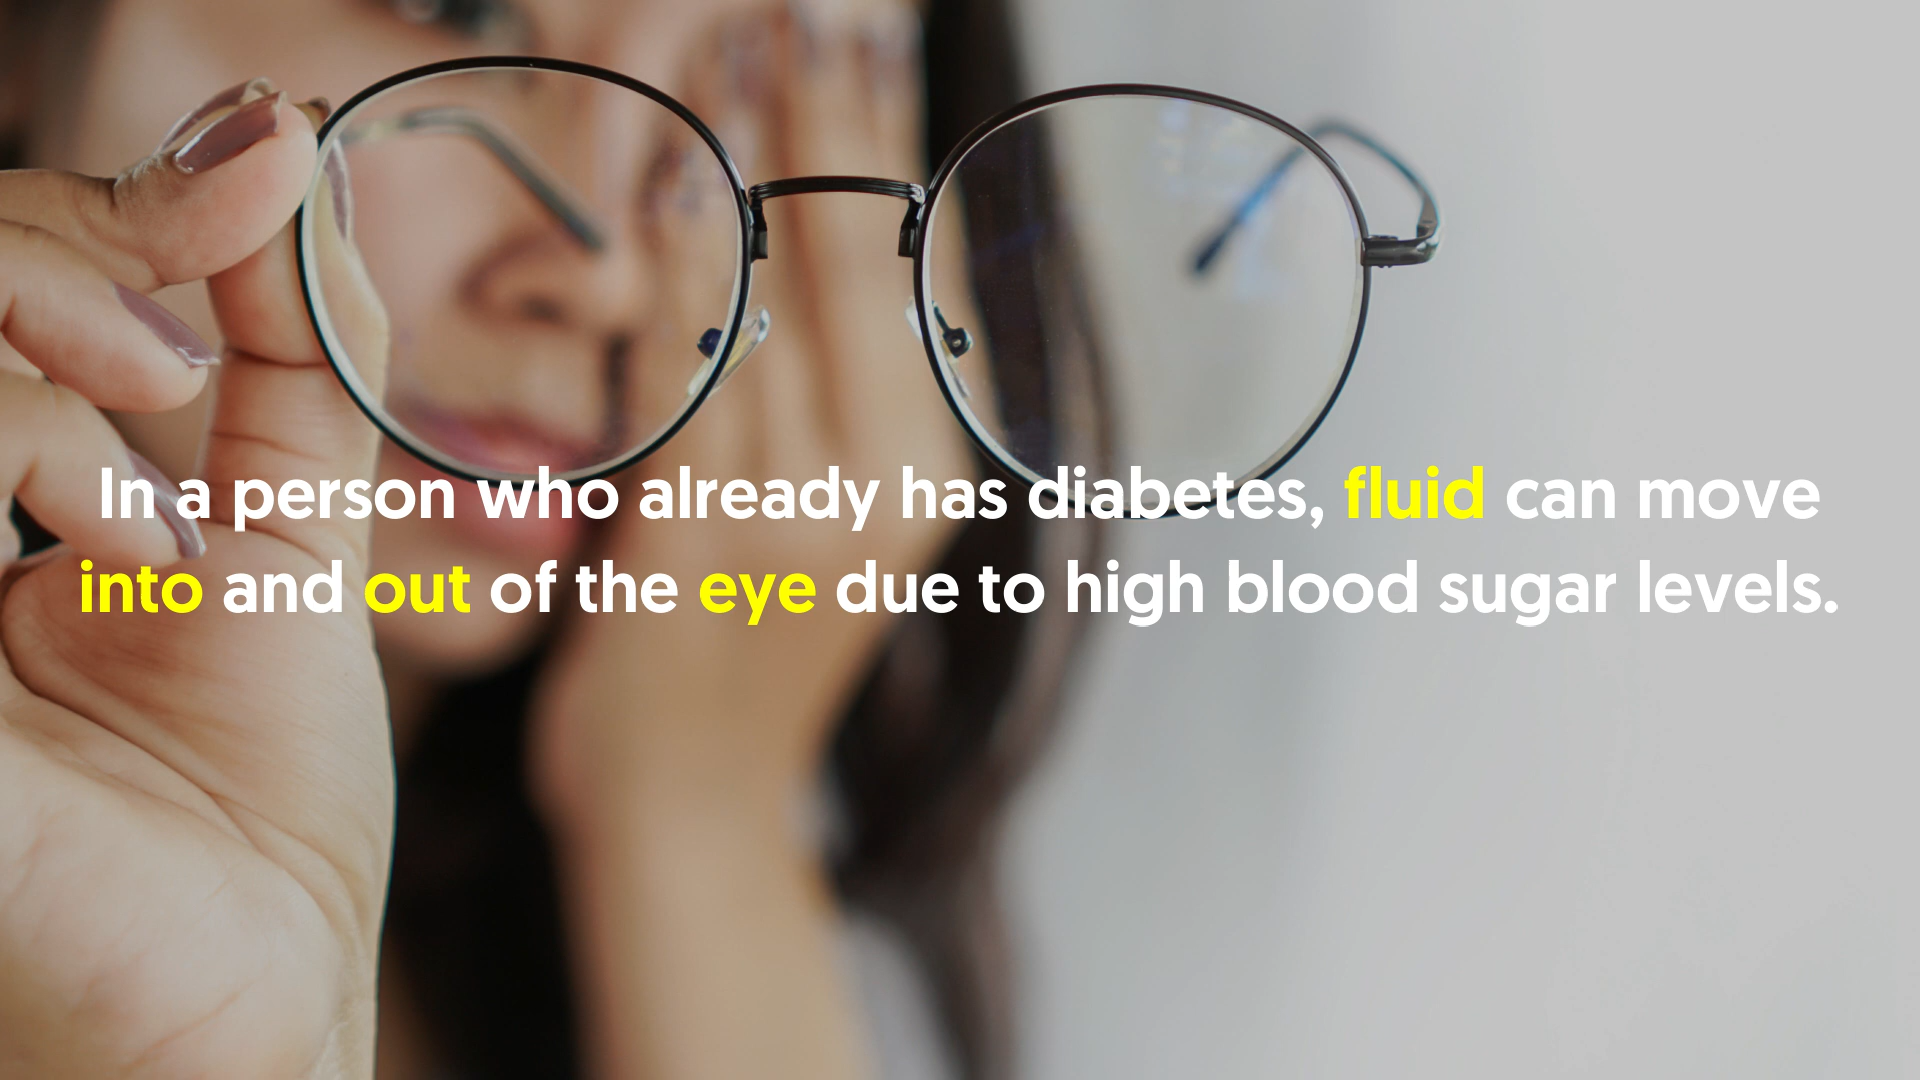 In a person who already has diabetes, fluid can move
into and out of the eye due to high blood sugar levels.